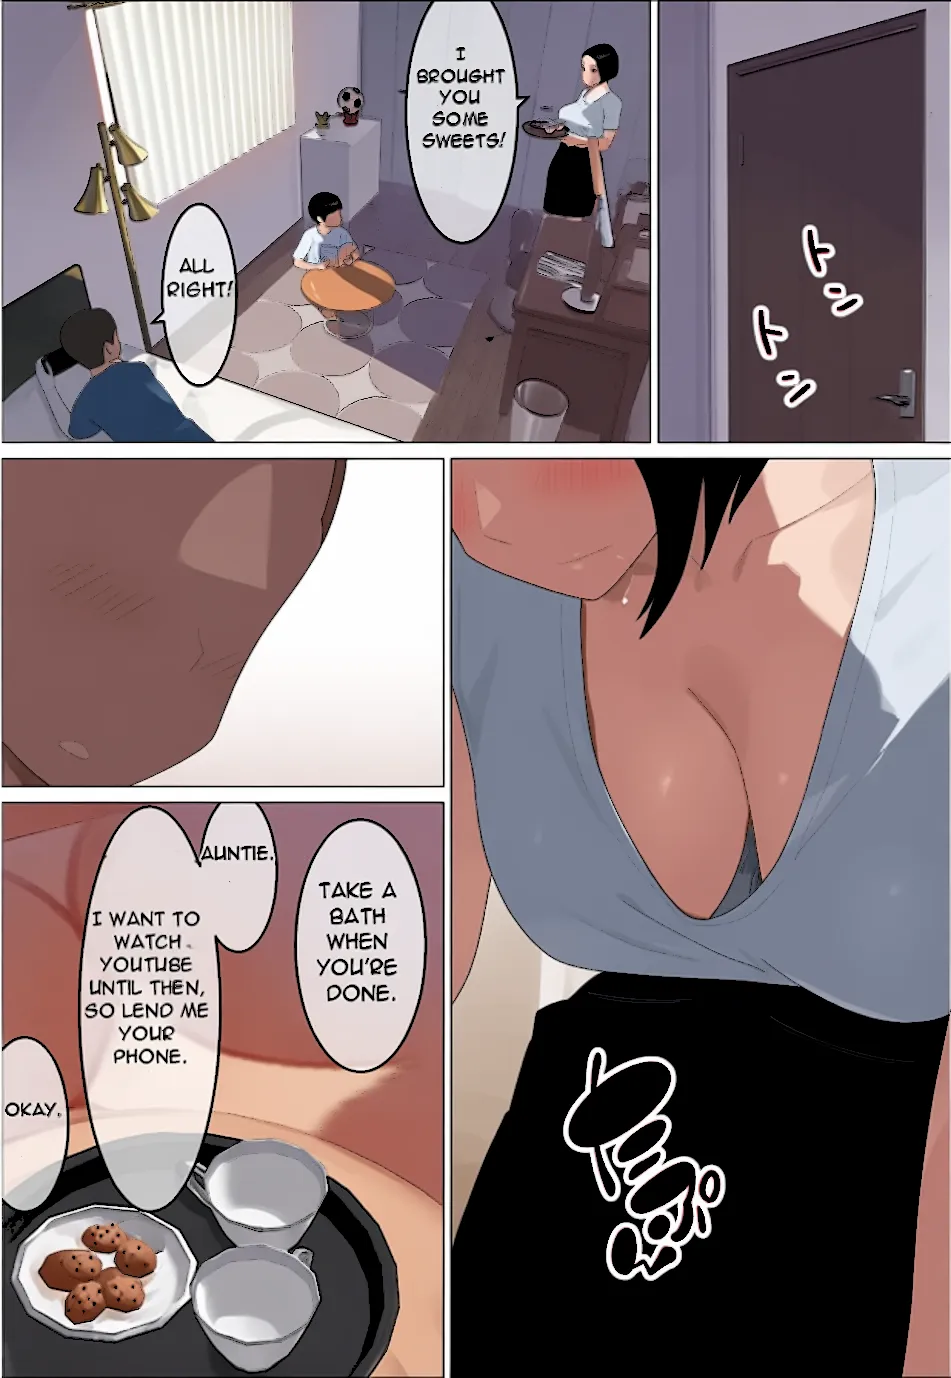 トン
トン
I
BROUGHT
YOU
SOME
SWEETS!
ALL
RIGHT!
TAKE A
BATH
WHEN
YOU'RE
DONE.
AUNTIE.
I WANT TO
WATCH
YOUTUBE
UNTIL THEN,
SO LEND ME
YOUR
PHONE.
OKAY.